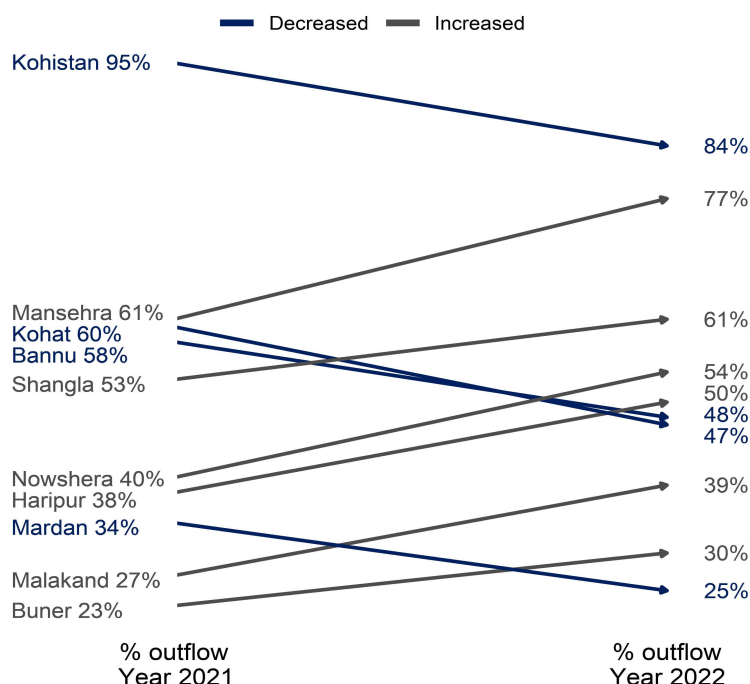 Decreased Increased
Kohistan 95%
84%
77%
Mansehra 61%
Kohat 60%
Bannu 58%
Shangla 53%
61%
54%
50%
48%
47%
Nowshera 40%
Haripur 38%
Mardan 34%
39%
Malakand 27%
Buner 23%
30%
25%
% outflow
Year 2021
% outflow
Year 2022